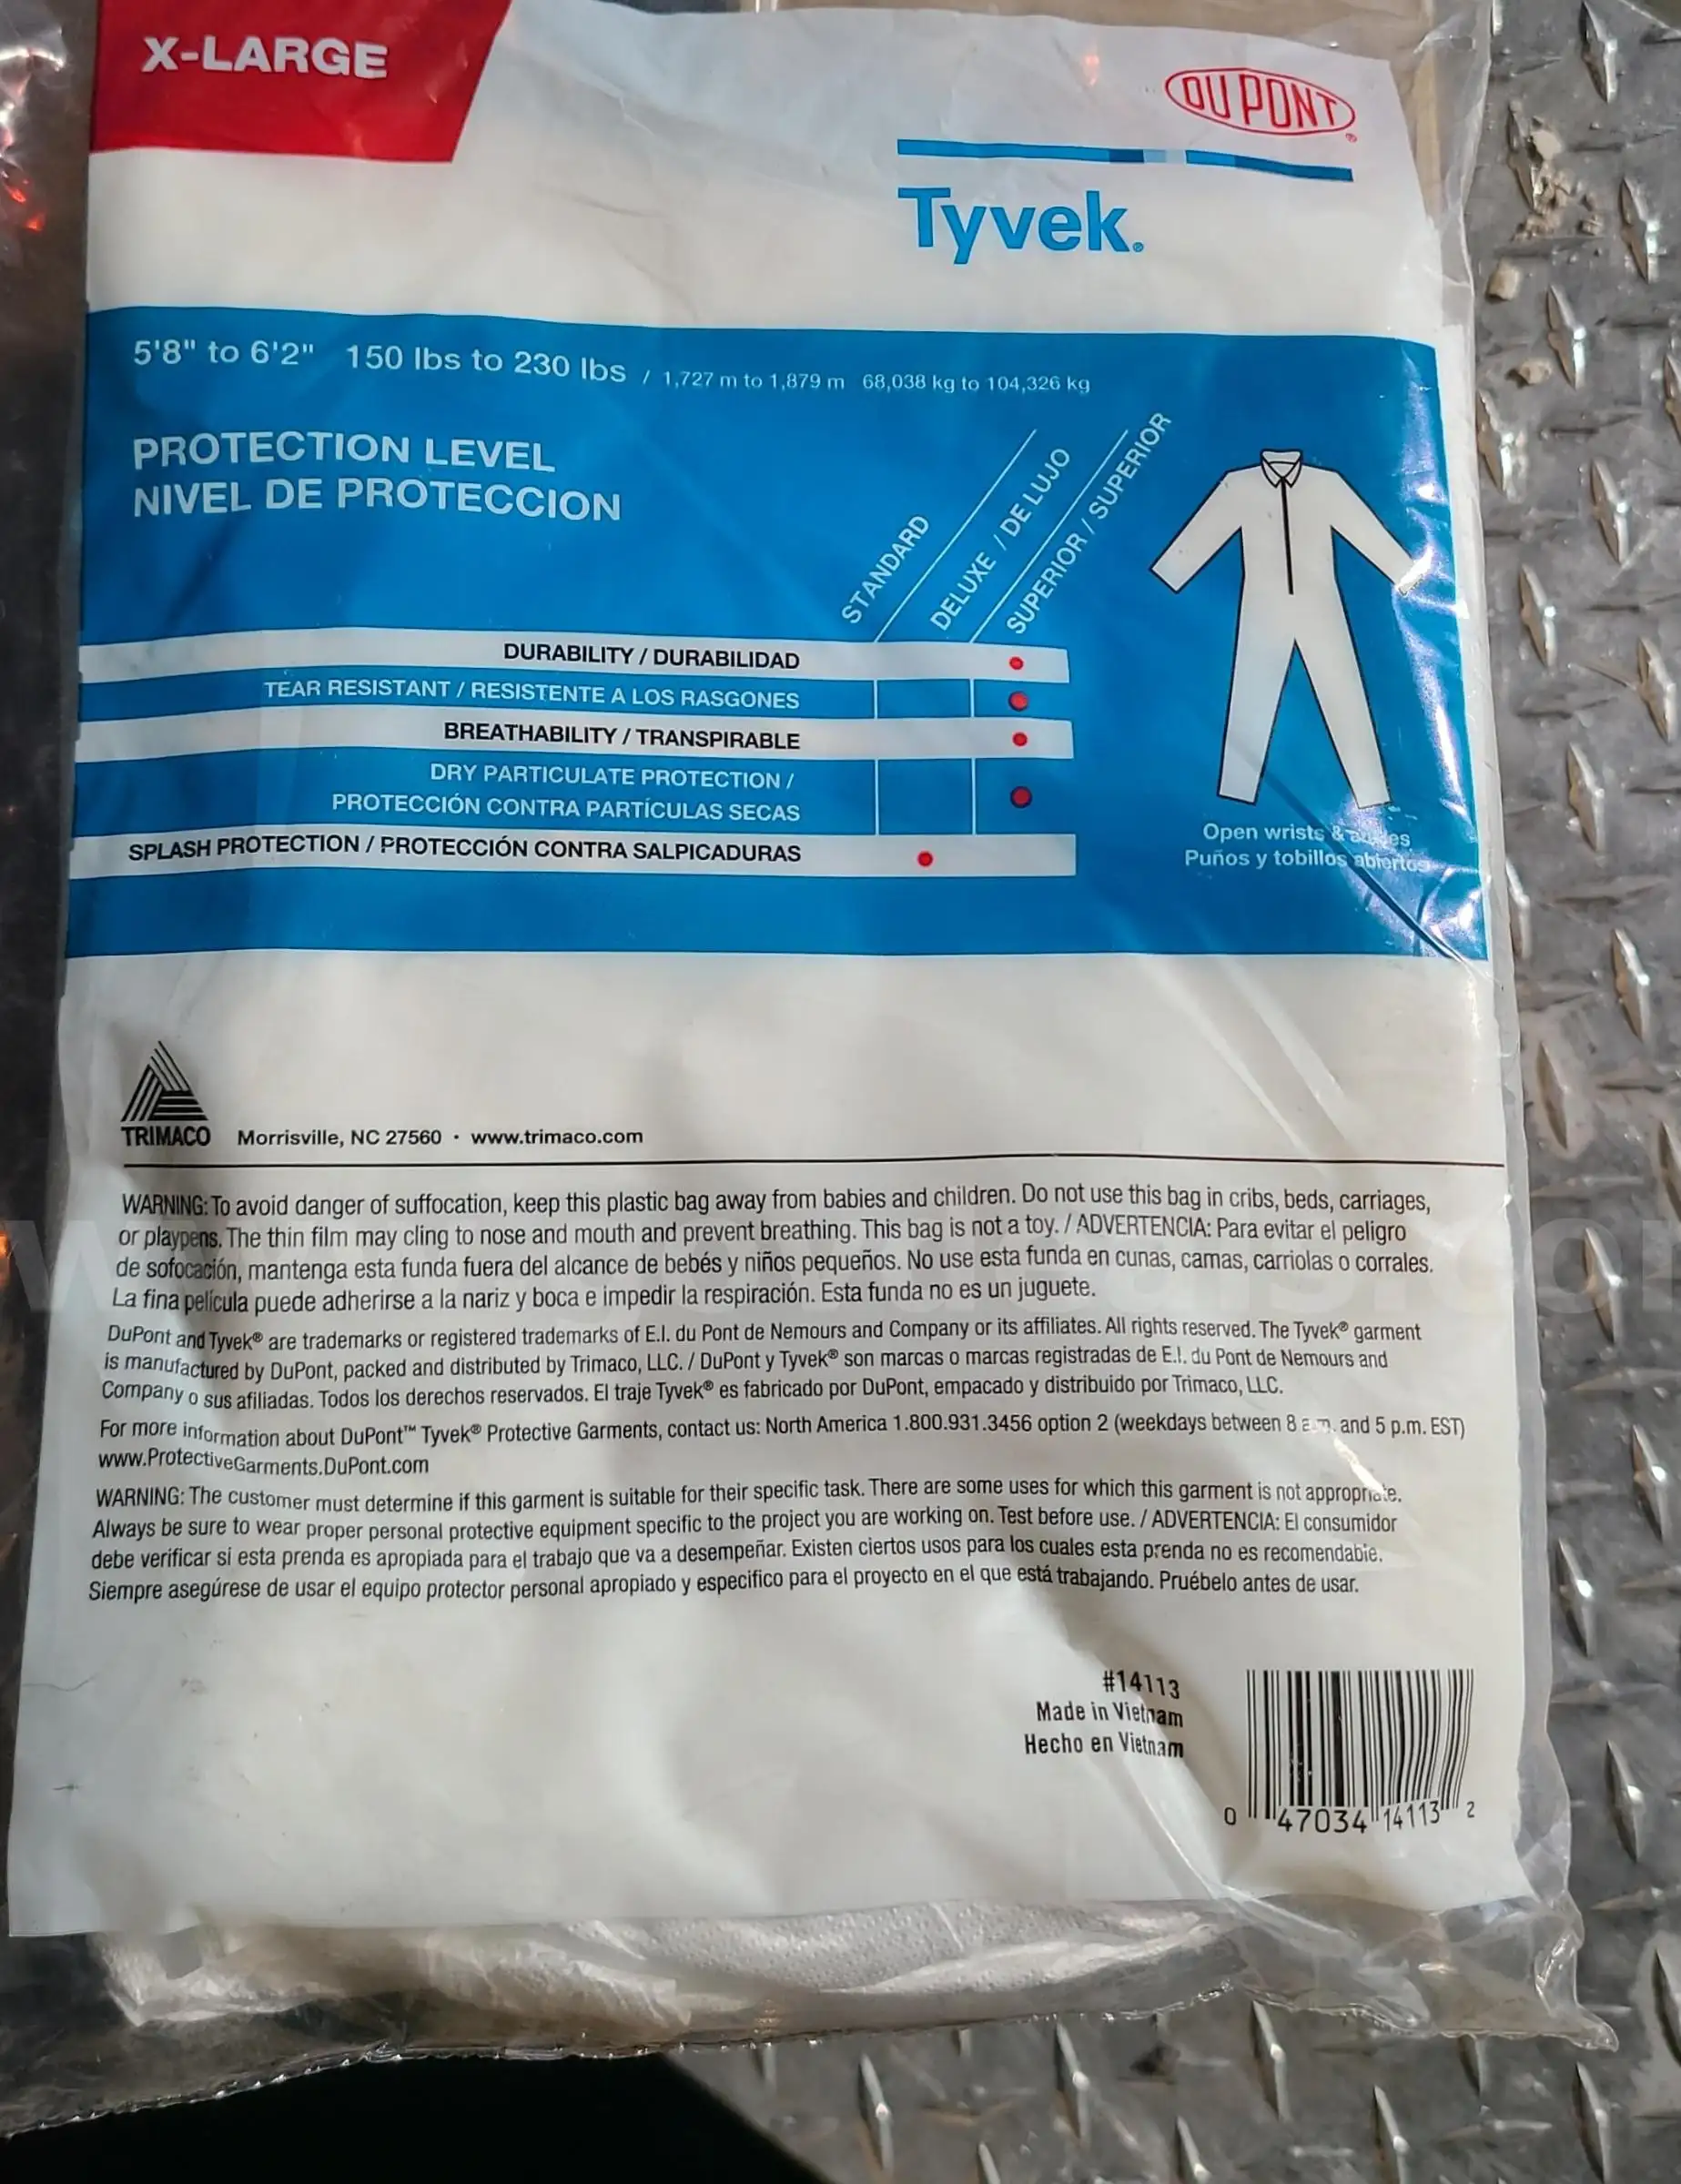 X-LARGE
DU PONT®
Tyvek®
5'8" to 6'2" 150 lbs to 230 lbs / 1,727 m to 1,879 m 68,038 kg to 104,326 kg
PROTECTION LEVEL
NIVEL DE PROTECCION
STANDARD
DELUXE / DE LUJO
SUPERIOR / SUPERIOR
DURABILITY / DURABILIDAD
TEAR RESISTANT / RESISTENTE A LOS RASGONES
BREATHABILITY / TRANSPIRABLE
DRY PARTICULATE PROTECTION /
PROTECCIÓN CONTRA PARTÍCULAS SECAS
SPLASH PROTECTION / PROTECCIÓN CONTRA SALPICADURAS
Open wrists &
Puños y tobillos abiertos
TRIMACO Morrisville, NC 27560 · www.trimaco.com
WARNING: To avoid danger of suffocation, keep this plastic bag away from babies and children. Do not use this bag in cribs, beds, carriages,
or playpens. The thin film may cling to nose and mouth and prevent breathing. This bag is not a toy. / ADVERTENCIA: Para evitar el peligro
de sofocación, mantenga esta funda fuera del alcance de bebés y niños pequeños. No use esta funda en cunas, camas, carriolas o corrales.
La fina película puede adherirse a la nariz y boca e impedir la respiración. Esta funda no es un juguete.
DuPont and Tyvek® are trademarks or registered trademarks of E.I. du Pont de Nemours and Company or its affiliates. All rights reserved. The Tyvek® garment
is manufactured by DuPont, packed and distributed by Trimaco, LLC. / DuPont y Tyvek® son marcas o marcas registradas de E.I. du Pont de Nemours and
Company o sus afiliadas. Todos los derechos reservados. El traje Tyvek® es fabricado por DuPont, empacado y distribuido por Trimaco, LLC.
For more information about DuPont™ Tyvek® Protective Garments, contact us: North America 1.800.931.3456 option 2 (weekdays between 8 a.m. and 5 p.m. EST)
www.ProtectiveGarments.DuPont.com
WARNING: The customer must determine if this garment is suitable for their specific task. There are some uses for which this garment is not appropriate.
Always be sure to wear proper personal protective equipment specific to the project you are working on. Test before use. / ADVERTENCIA: El consumidor
debe verificar si esta prenda es apropiada para el trabajo que va a desempeñar. Existen ciertos usos para los cuales esta prenda no es recomendable.
Siempre asegúrese de usar el equipo protector personal apropiado y especifico para el proyecto en el que está trabajando. Pruébelo antes de usar.
#14113
Made in Vietnam
Hecho en Vietnam
0 47034 14113 2